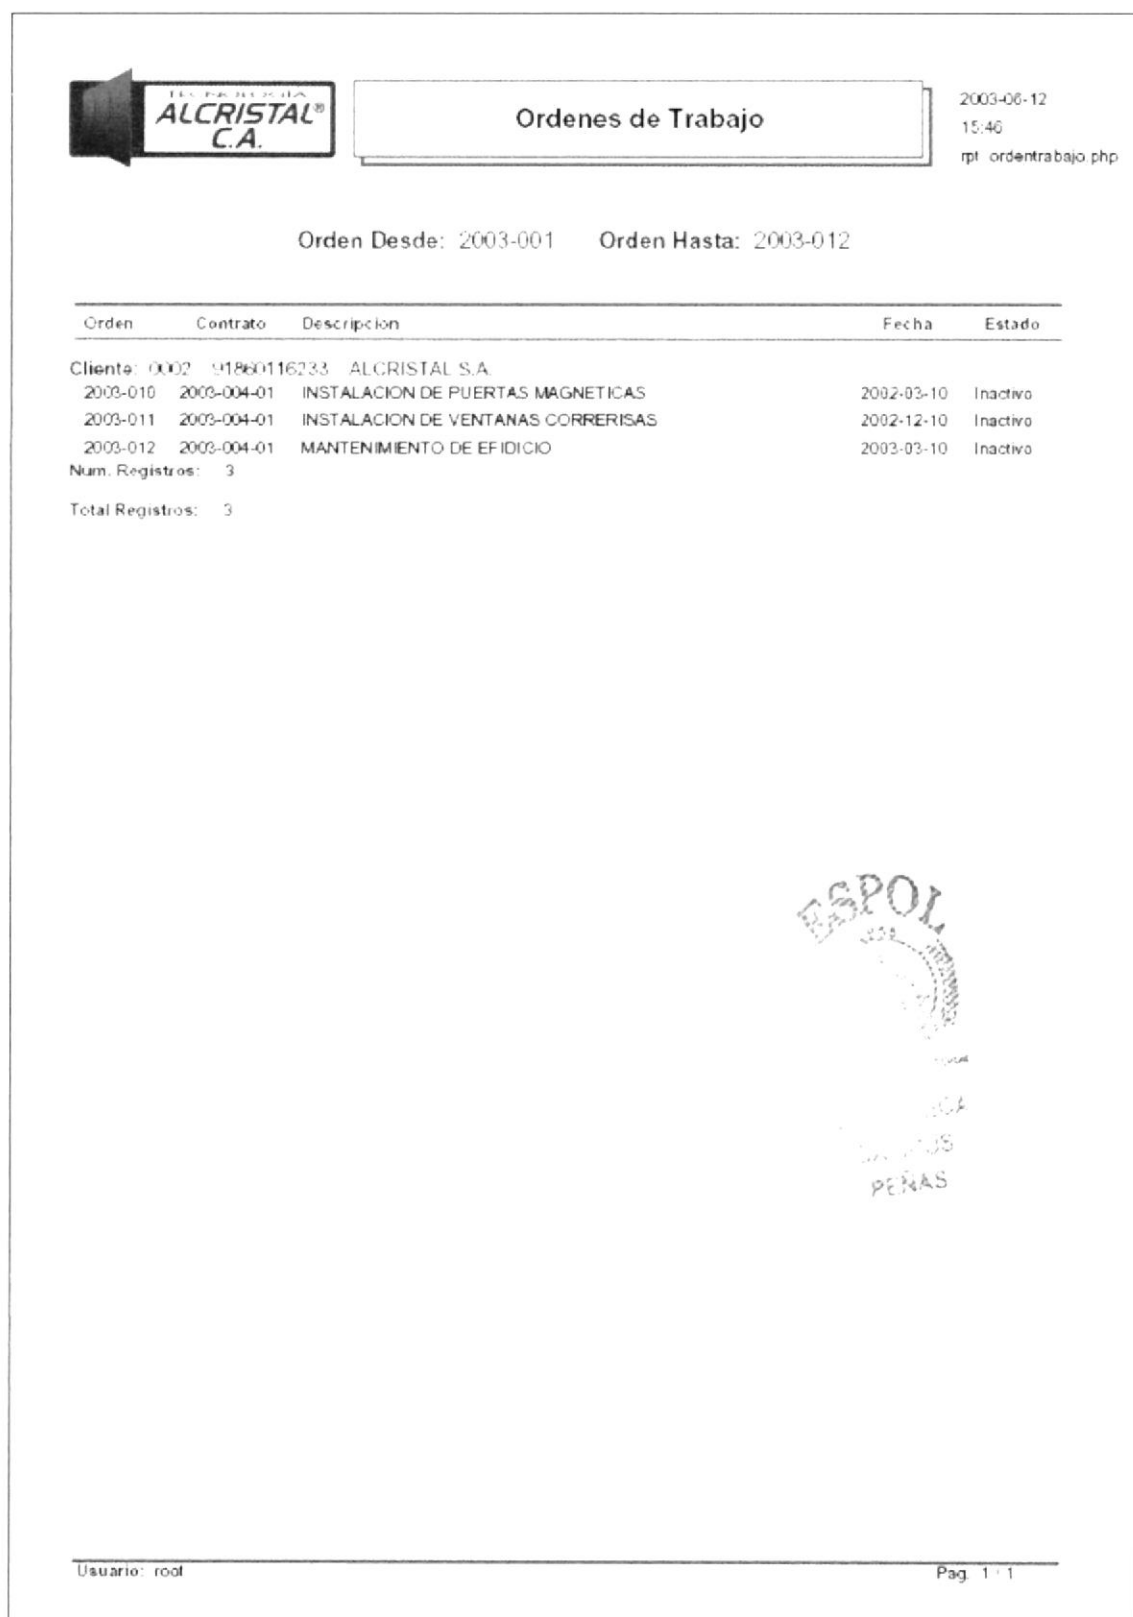 TECNOLOGÍA
ALCRISTAL®
C.A.
Ordenes de Trabajo
2003-06-12
15:46
rpt_ordentrabajo.php
Orden Desde: 2003-001 Orden Hasta: 2003-012
Orden Contrato Descripcion Fecha Estado
Cliente: 0002 91860116233 ALCRISTAL S.A.
2003-010 2003-004-01 INSTALACION DE PUERTAS MAGNETICAS 2002-03-10 Inactivo
2003-011 2003-004-01 INSTALACION DE VENTANAS CORRERISAS 2002-12-10 Inactivo
2003-012 2003-004-01 MANTENIMIENTO DE EFIDICIO 2003-03-10 Inactivo
Num. Registros: 3
Total Registros: 3
ESPOL
PEÑAS
Usuario: root Pag. 1 / 1